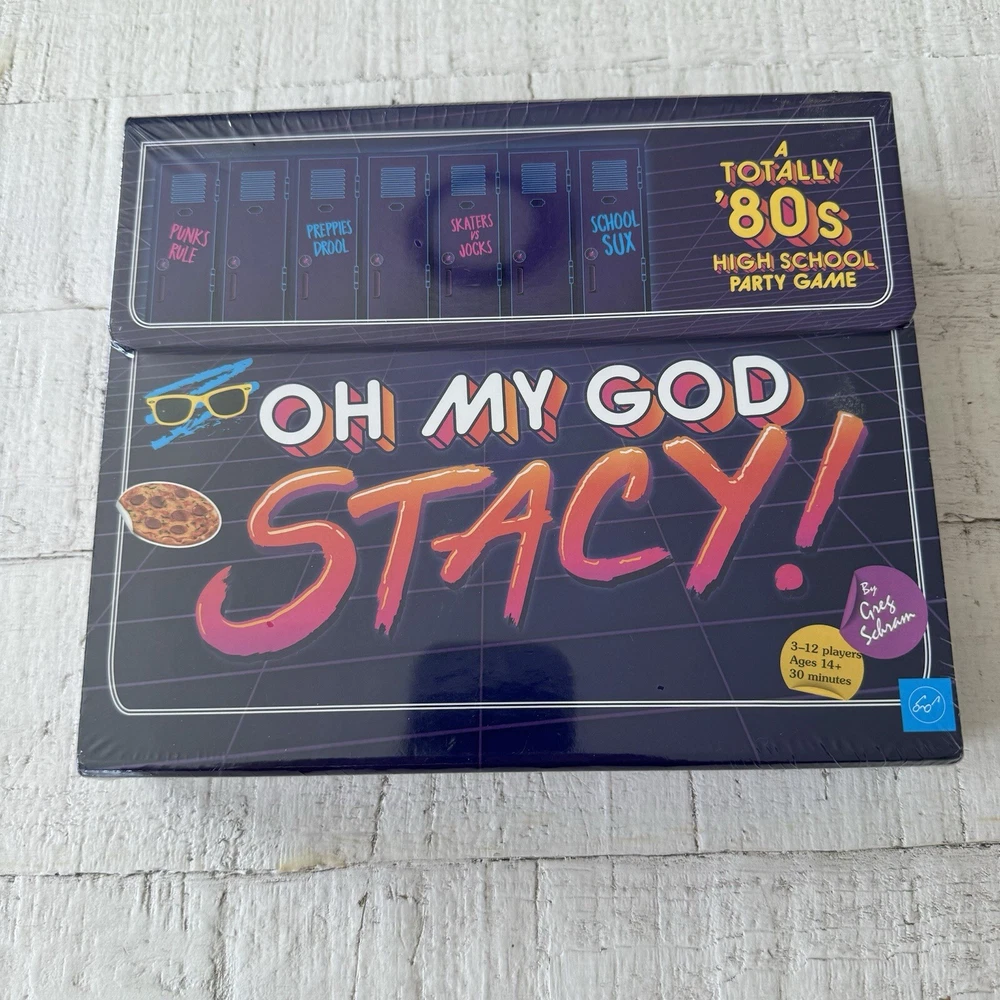 PUNKS
RULE
PREPPIES
DROOL
SKATERS
VS
JOCKS
SCHOOL
SUX
A
TOTALLY
'80s
HIGH SCHOOL
PARTY GAME
OH MY GOD
STACY!
By
Greg
Schram
3–12 players
Ages 14+
30 minutes